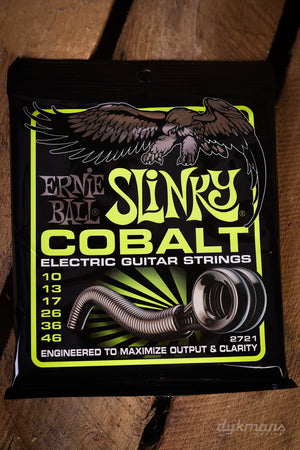 ERNIE BALL®
SLINKY®
COBALT
ELECTRIC GUITAR STRINGS
10
13
17
26
36
46
2721
ENGINEERED TO MAXIMIZE OUTPUT & CLARITY
dykmans